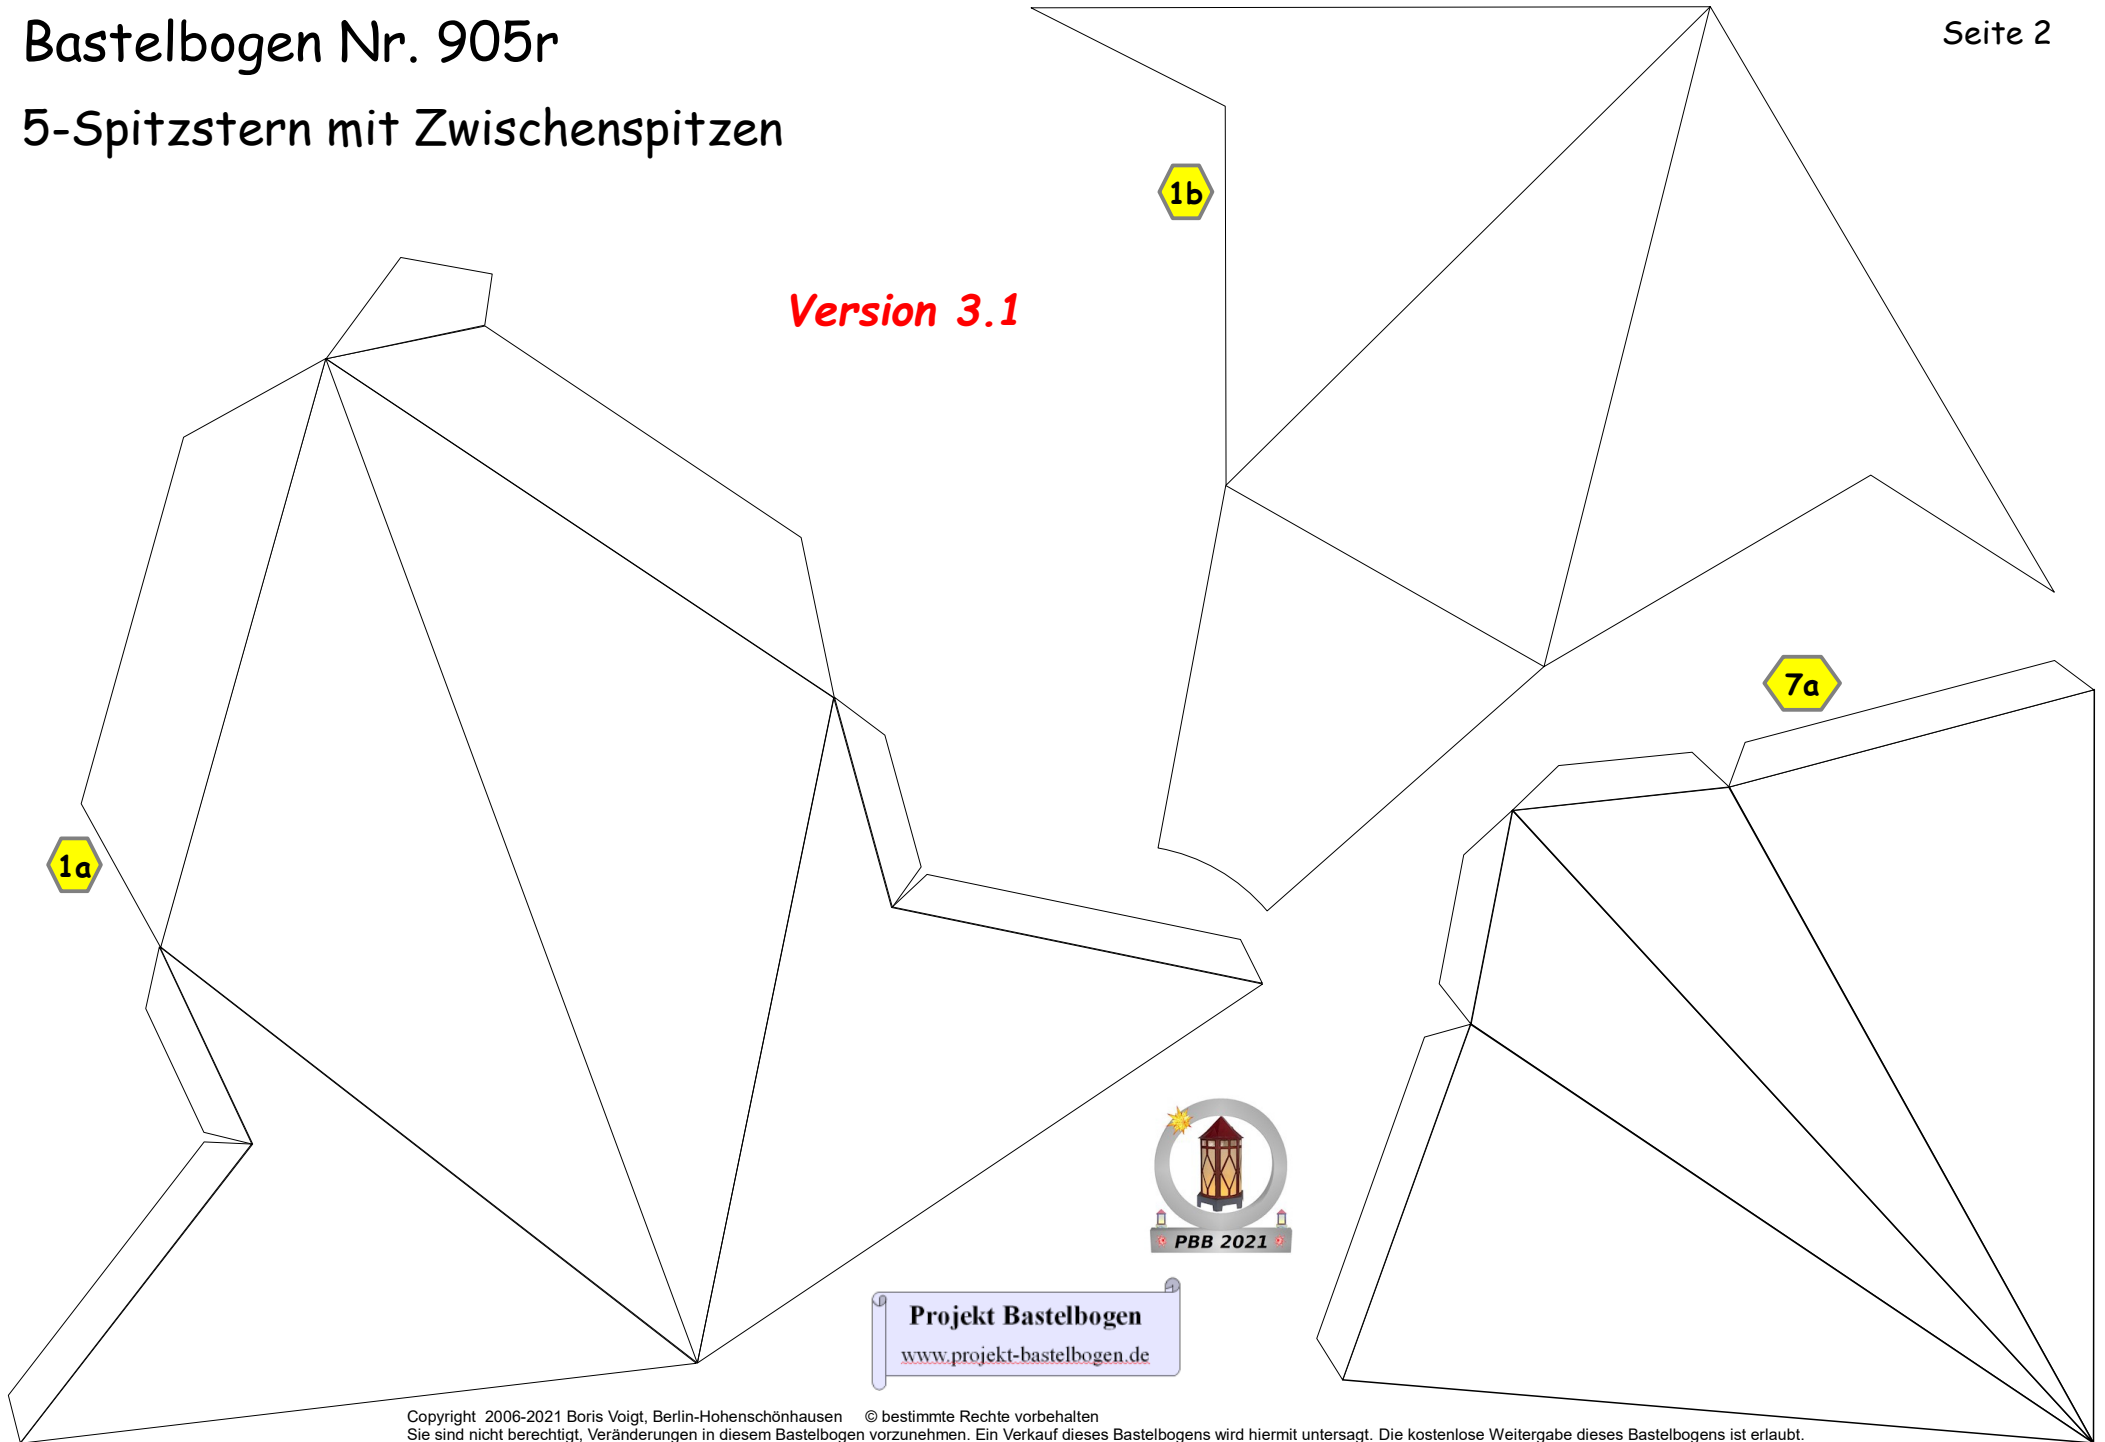 Bastelbogen Nr. 905r
Seite 2
5-Spitzstern mit Zwischenspitzen
1b
Version 3.1
7a
1a
PBB 2021
Projekt Bastelbogen
www.projekt-bastelbogen.de
Copyright 2006-2021 Boris Voigt, Berlin-Hohenschönhausen © bestimmte Rechte vorbehalten
Sie sind nicht berechtigt, Veränderungen in diesem Bastelbogen vorzunehmen. Ein Verkauf dieses Bastelbogens wird hiermit untersagt. Die kostenlose Weitergabe dieses Bastelbogens ist erlaubt.